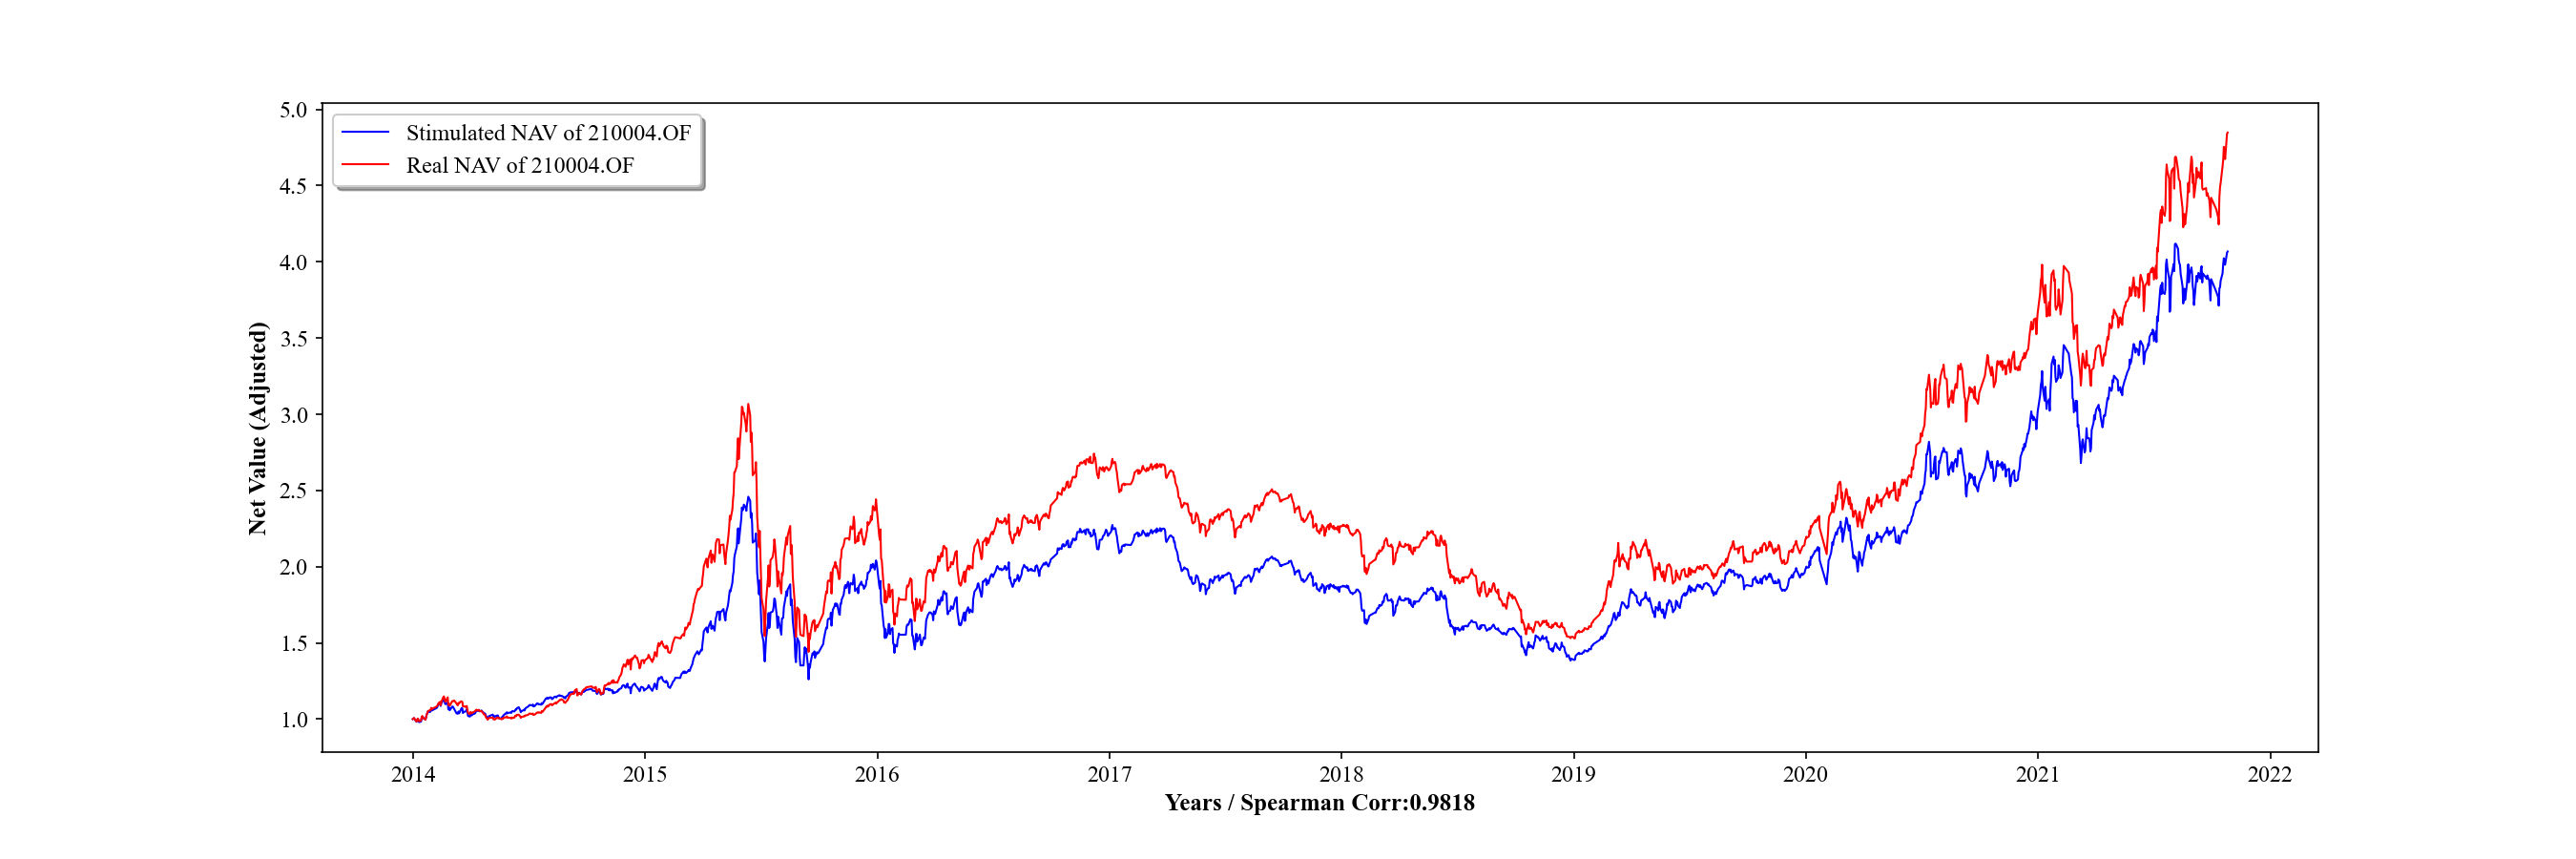 5.0
4.5
4.0
3.5
3.0
2.5
2.0
1.5
1.0
Net Value (Adjusted)
Stimulated NAV of 210004.OF
Real NAV of 210004.OF
2014 2015 2016 2017 2018 2019 2020 2021 2022
Years / Spearman Corr:0.9818